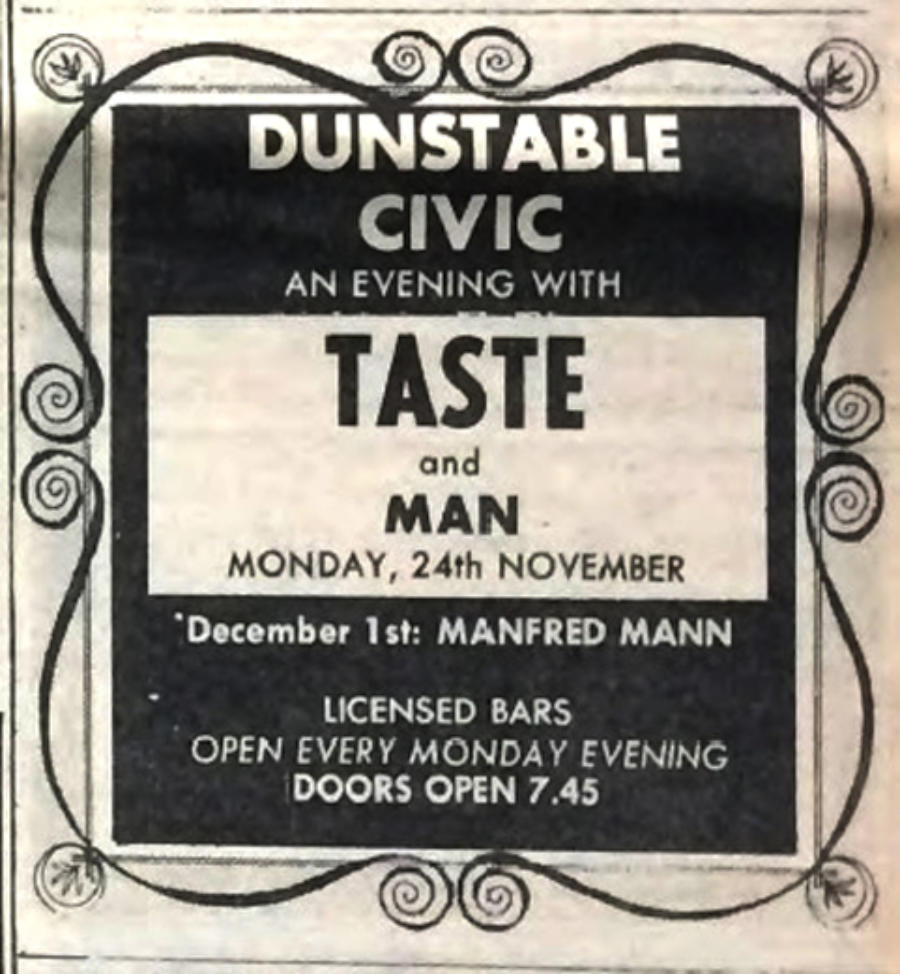 DUNSTABLE
CIVIC
AN EVENING WITH
TASTE
and
MAN
MONDAY, 24th NOVEMBER
December 1st: MANFRED MANN
LICENSED BARS
OPEN EVERY MONDAY EVENING
DOORS OPEN 7.45